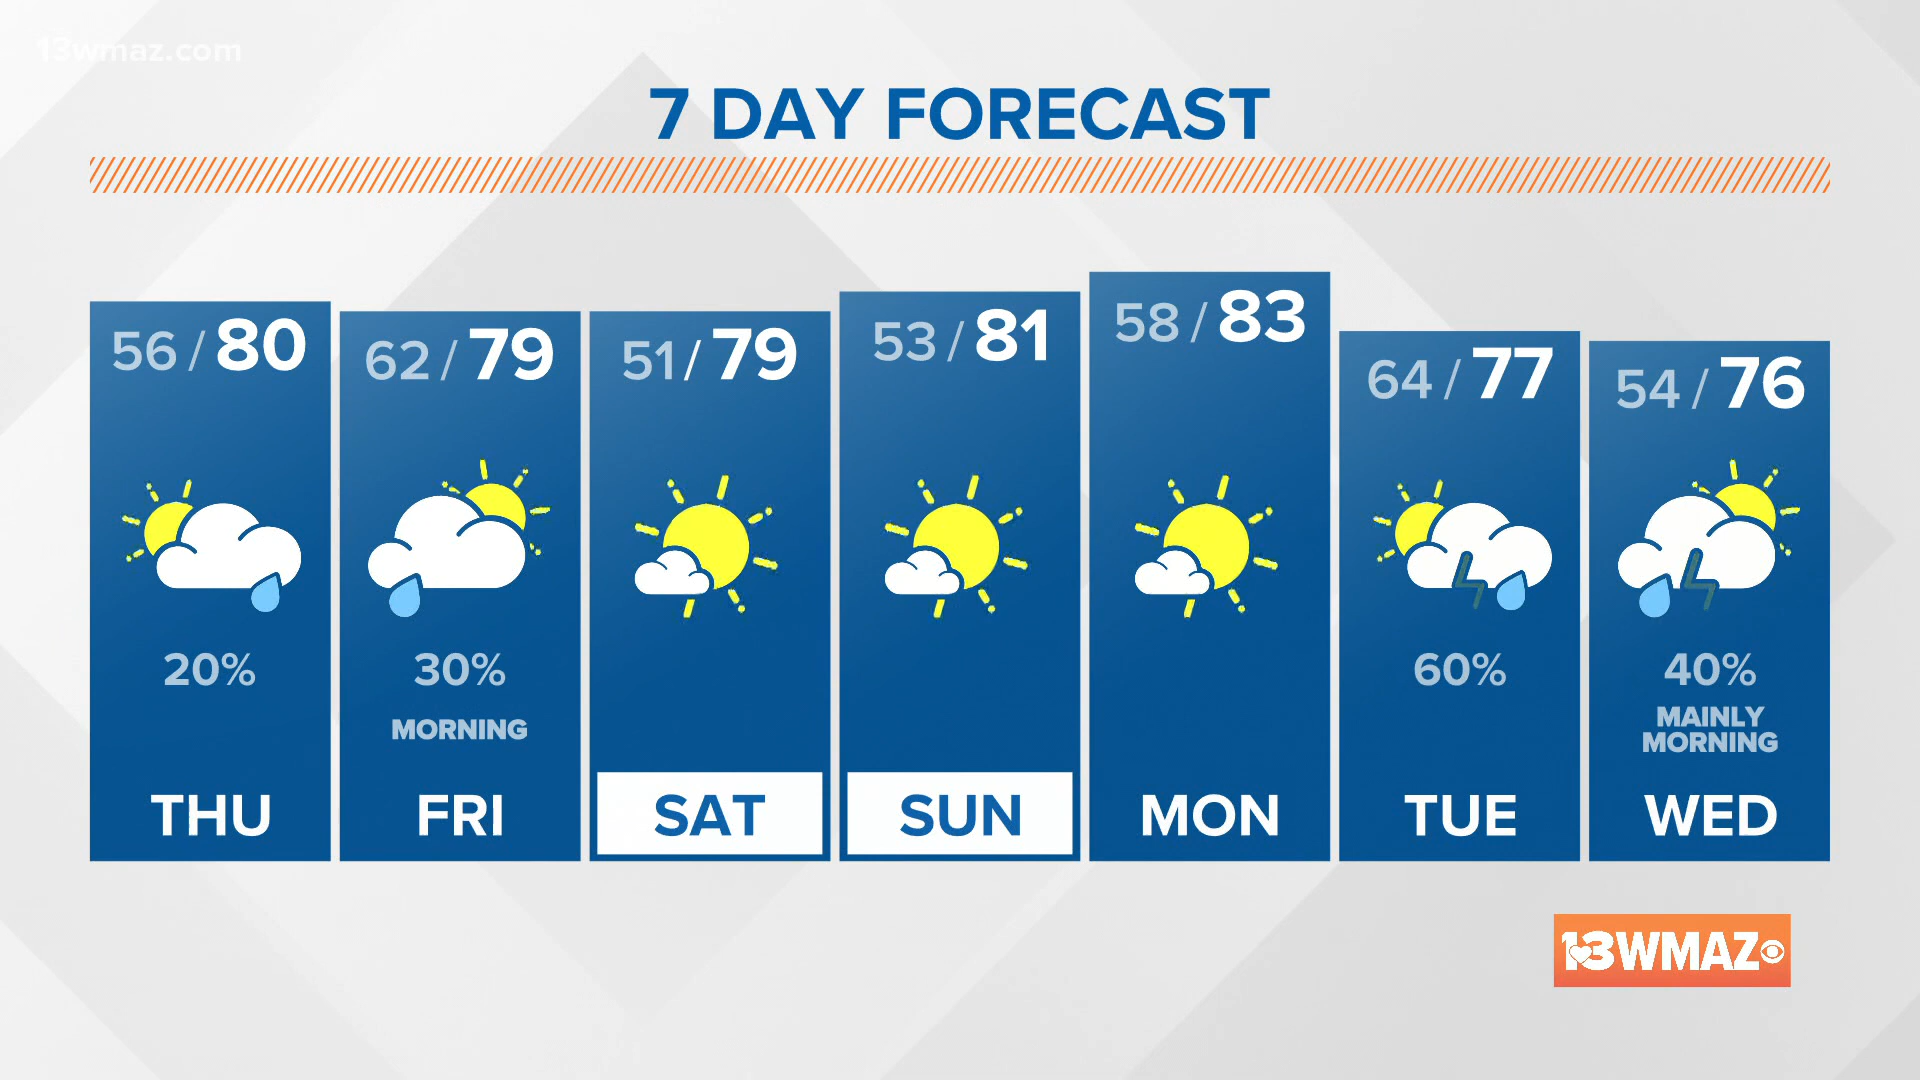 13wmaz.com
7 DAY FORECAST
56 / 80
62 / 79
51 / 79
53 / 81
58 / 83
64 / 77
54 / 76
20%
30%
MORNING
60%
40%
MAINLY
MORNING
THU
FRI
SAT
SUN
MON
TUE
WED
13WMAZ